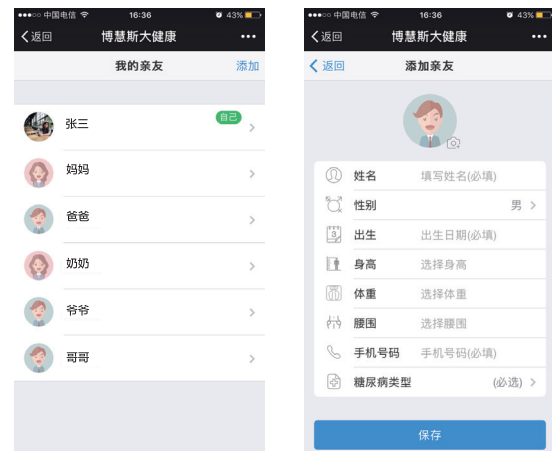 中国电信 16:36 43%
返回 博慧斯大健康
我的亲友 添加
张三 自己
妈妈
爸爸
奶奶
爷爷
哥哥
中国电信 16:36 43%
返回 博慧斯大健康
返回 添加亲友
姓名 填写姓名(必填)
性别 男
3 出生 出生日期(必填)
身高 选择身高
体重 选择体重
腰围 选择腰围
手机号码 手机号码(必填)
糖尿病类型 (必选)
保存